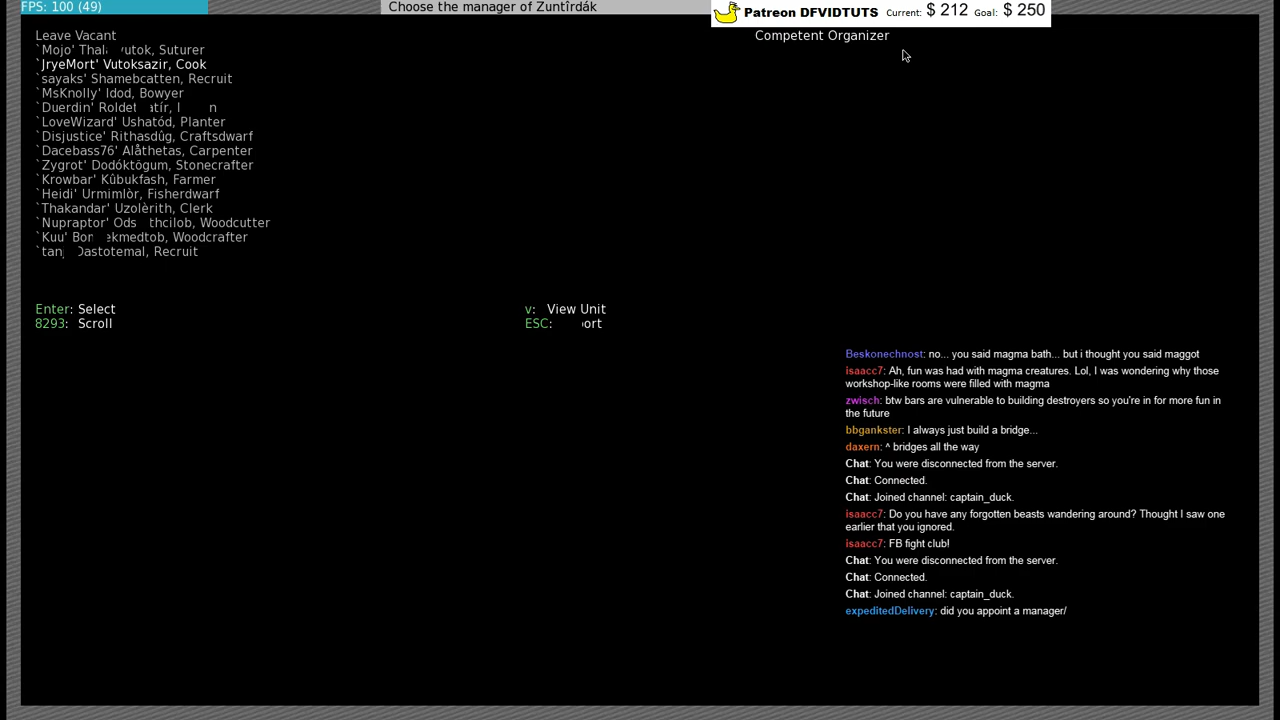 FPS: 100 (49)
Choose the manager of Zuntîrdák
Patreon DFVIDTUTS Current: $ 212 Goal: $ 250
Leave Vacant
Competent Organizer
`Mojo' Suturer
`JryeMort' Vutoksazir, Cook
`sayaks' Shamebcatten, Recruit
`MsKnolly' Idod, Bowyer
`Duerdin'
`LoveWizard' Ushatód, Planter
`Disjustice' Rithasdûg, Craftsdwarf
`Dacebass76' Alåthetas, Carpenter
`Zygrot' Dodóktögum, Stonecrafter
`Krowbar' Kûbukfash, Farmer
`Heidi' Urmimlòr, Fisherdwarf
`Thakandar' Uzolèrith, Clerk
`Nupraptor' Woodcutter
`Kuu' Woodcrafter
Recruit
Enter: Select
v: View Unit
8293: Scroll
ESC:
Beskonechnost: no... you said magma bath... but i thought you said maggot
isaacc7: Ah, fun was had with magma creatures. Lol, I was wondering why those
workshop-like rooms were filled with magma
zwisch: btw bars are vulnerable to building destroyers so you're in for more fun in
the future
bbgankster: I always just build a bridge...
daxern: ^ bridges all the way
Chat: You were disconnected from the server.
Chat: Connected.
Chat: Joined channel: captain_duck.
isaacc7: Do you have any forgotten beasts wandering around? Thought I saw one
earlier that you ignored.
isaacc7: FB fight club!
Chat: You were disconnected from the server.
Chat: Connected.
Chat: Joined channel: captain_duck.
expeditedDelivery: did you appoint a manager/